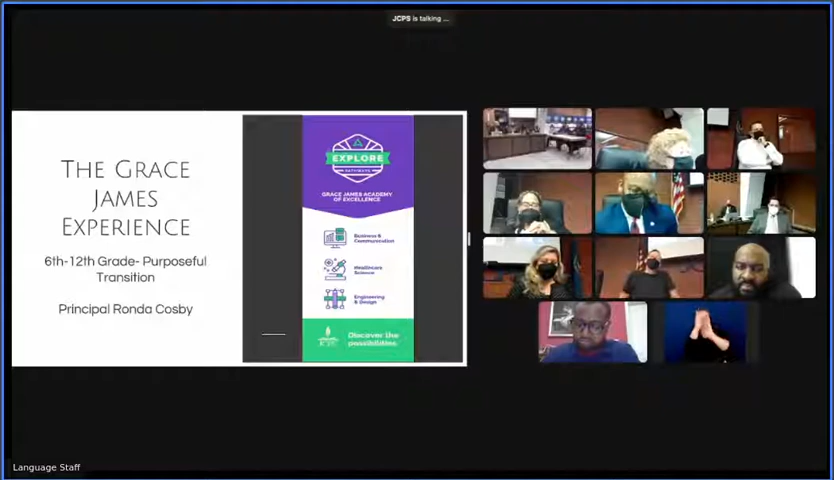 JCPS is talking ...
THE GRACE
JAMES
EXPERIENCE
6th-12th Grade- Purposeful
Transition
Principal Ronda Cosby
EXPLORE
PATHWAYS
GRACE JAMES ACADEMY
OF EXCELLENCE
Business &
Communication
Healthcare
Science
Engineering
& Design
Discover the
possibilities
Language Staff